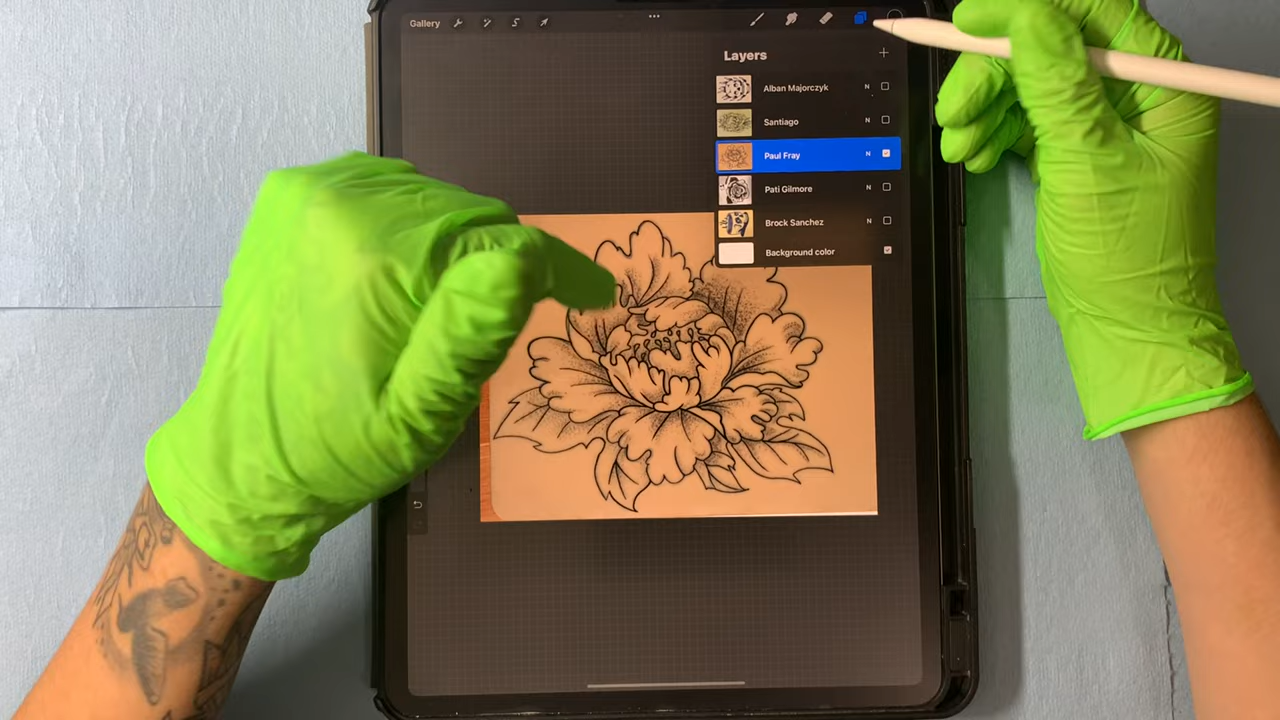 Gallery
Layers
Alban Majorczyk N
Santiago N
Paul Fray N
Pati Gilmore N
Brock Sanchez N
Background color